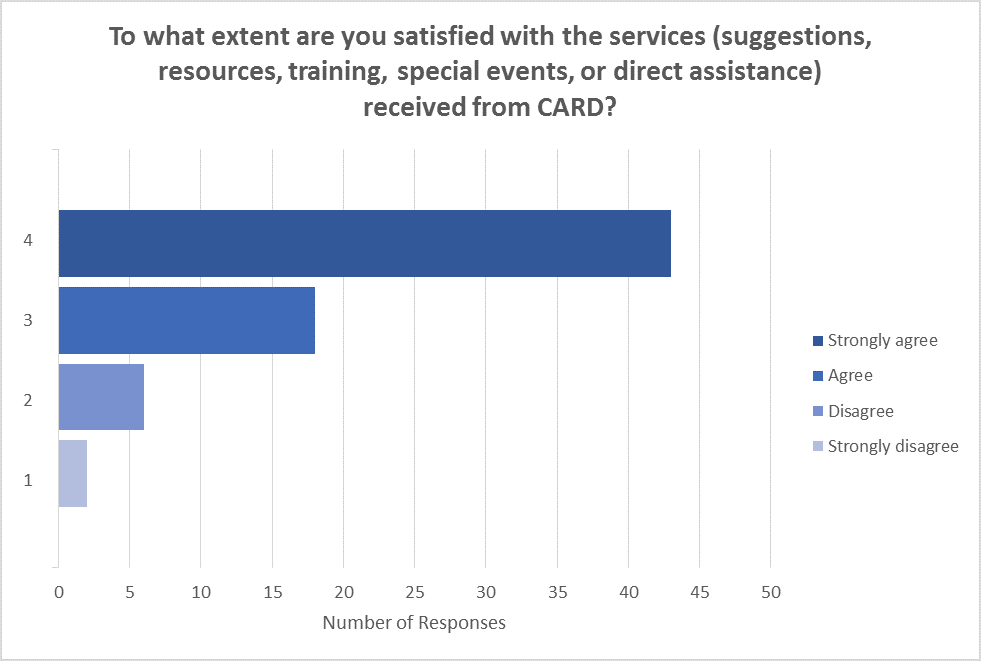 To what extent are you satisfied with the services (suggestions,
resources, training, special events, or direct assistance)
received from CARD?
4
3
2
1
Strongly agree
Agree
Disagree
Strongly disagree
0 5 10 15 20 25 30 35 40 45 50
Number of Responses